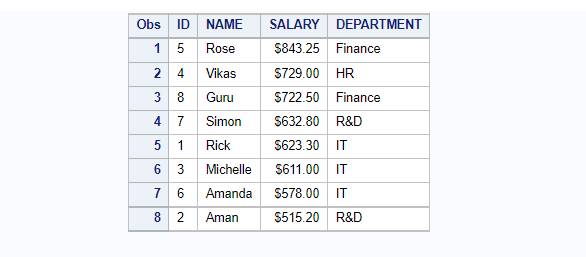 Obs ID NAME SALARY DEPARTMENT
1 5 Rose $843.25 Finance
2 4 Vikas $729.00 HR
3 8 Guru $722.50 Finance
4 7 Simon $632.80 R&D
5 1 Rick $623.30 IT
6 3 Michelle $611.00 IT
7 6 Amanda $578.00 IT
8 2 Aman $515.20 R&D